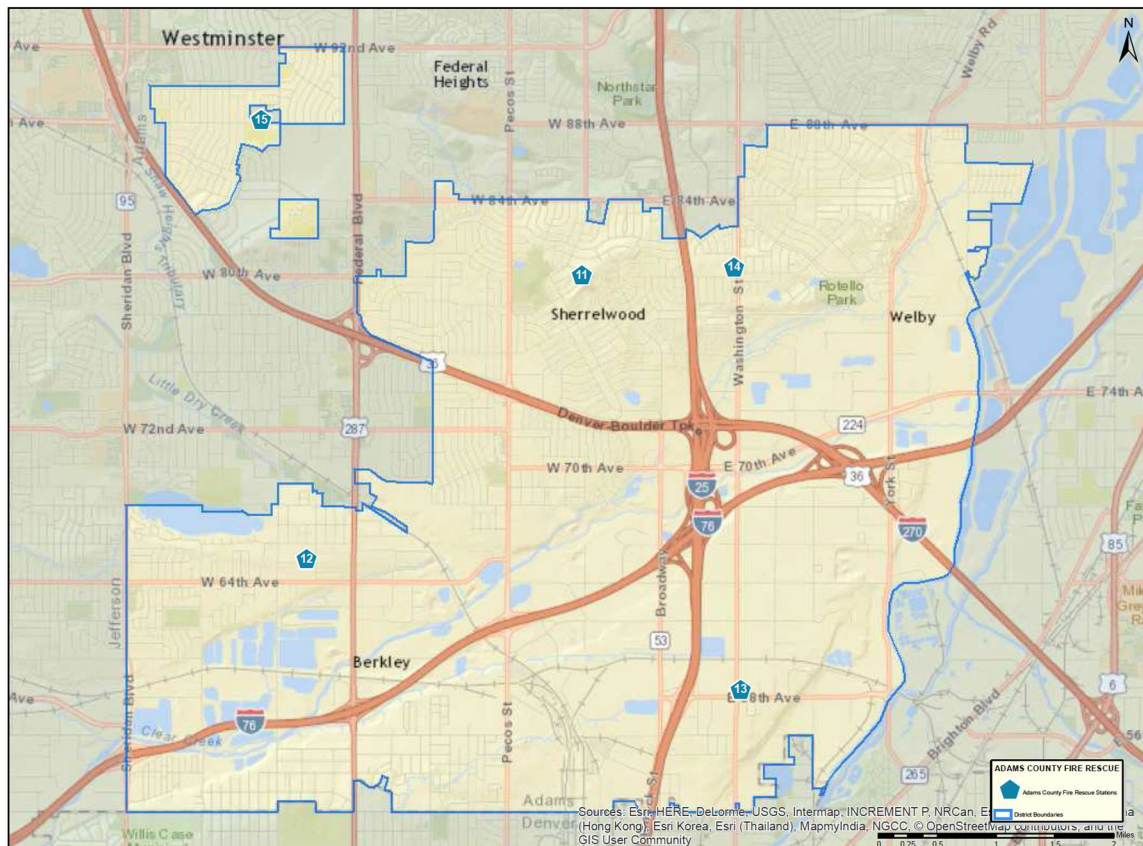 Westminster
W 92nd Ave
Ave
Federal
Heights
Pecos St
Northstar
Park
Welby Rd
N
15
W 88th Ave
E 88th Ave
Adams
95
W 84th Ave
E 84th Ave
Federal Blvd
Sheridan Blvd
W 80th Ave
11
14
Sherrelwood
Washington St
Rotello
Park
Welby
36
Little Dry Creek
W 72nd Ave
287
Denver-Boulder Tpke
224
E 74th A
W 70th Ave
E 70th Ave
25
36
York St
76
270
85
12
W 64th Ave
Jefferson
Broadway
53
Berkley
13
Ave
6
76
Clear Creek
Sheridan Blvd
Pecos St
Brighton Blvd
265
Adams
Denver
Willis Case
ADAMS COUNTY FIRE RESCUE
Adams County Fire Rescue Stations
District Boundaries
Sources: Esri, HERE, DeLorme, USGS, Intermap, INCREMENT P, NRCan,
(Hong Kong), Esri Korea, Esri (Thailand), MapmyIndia, NGCC, © OpenStreetMap contributors, and the
GIS User Community
0 0.25 0.5 1 1.5 2
Miles